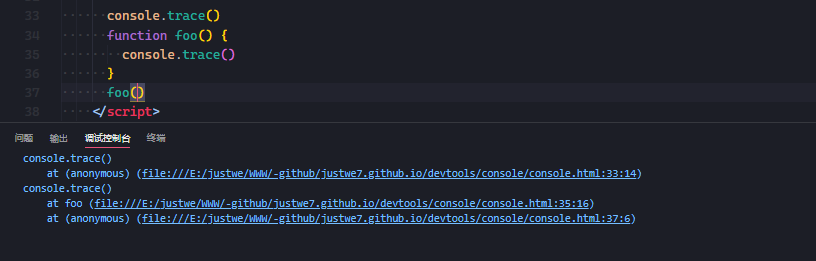 33 console.trace()
34 function foo() {
35 console.trace()
36 }
37 foo()
38 </script>
问题 输出 调试控制台 终端
console.trace()
at (anonymous) (file:///E:/justwe/WWW/-github/justwe7.github.io/devtools/console/console.html:33:14)
console.trace()
at foo (file:///E:/justwe/WWW/-github/justwe7.github.io/devtools/console/console.html:35:16)
at (anonymous) (file:///E:/justwe/WWW/-github/justwe7.github.io/devtools/console/console.html:37:6)